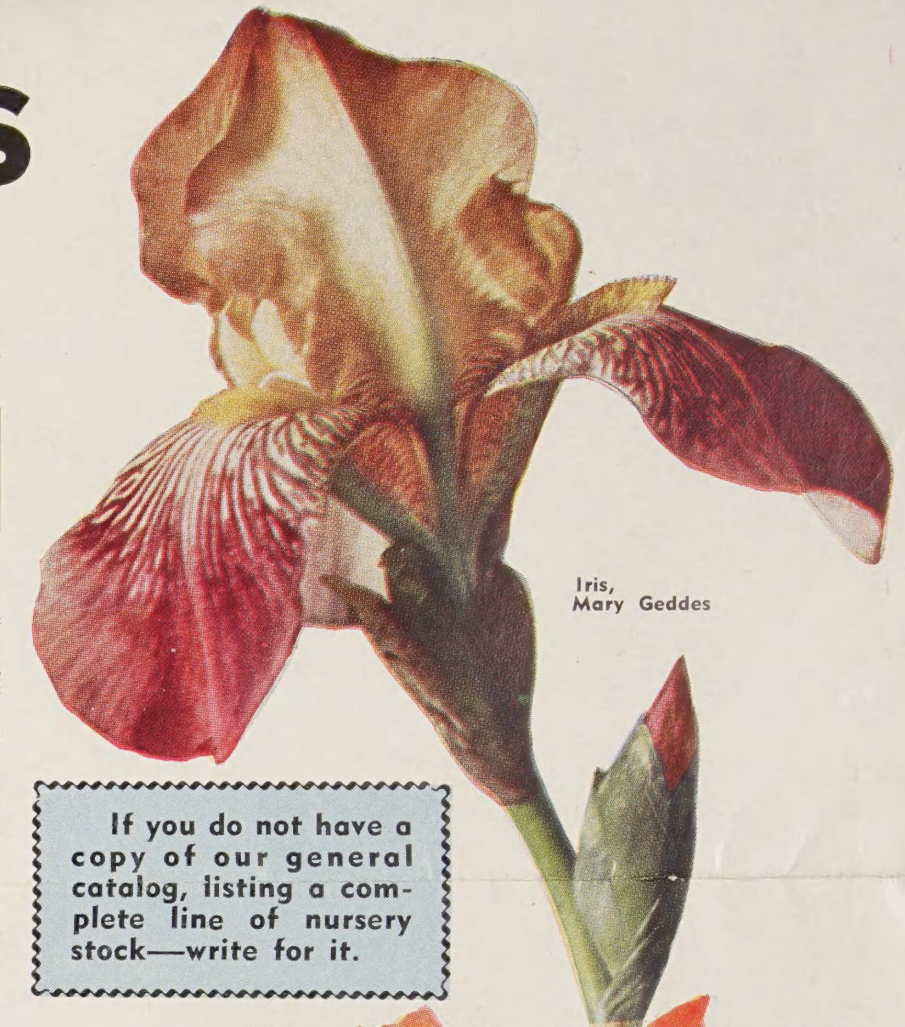 S
Iris,
Mary Geddes
If you do not have a
copy of our general
catalog, listing a com-
plete line of nursery
stock—write for it.